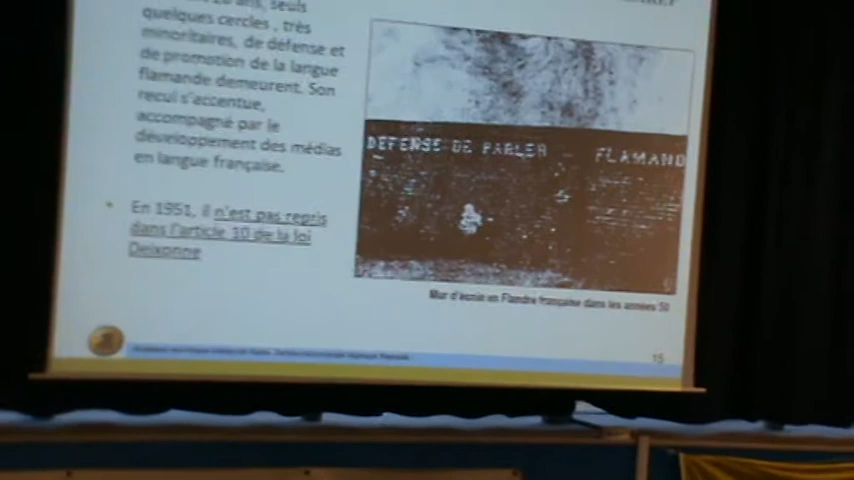 ans, seuls
quelques cercles , très
minoritaires, de défense et
de promotion de la langue
flamande demeurent. Son
recul s'accentue,
accompagné par le
développement des médias
en langue française.
En 1951, il n'est pas repris
dans l'article 10 de la loi
Deixonne
DEFENSE DE PARLER FLAMAND
Mur d'école en Flandre française dans les années 50
15